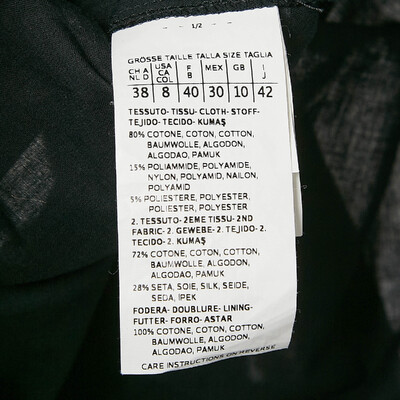 1/2
GRÖSSE TAILLE TALLA SIZE TAGLIA
CH A NL D USA CA COL F B MEX GB I J
38 8 40 30 10 42
TESSUTO- TISSU- CLOTH- STOFF-
TEJIDO- TECIDO- KUMAŞ
80% COTONE, COTON, COTTON,
BAUMWOLLE, ALGODON,
ALGODAO, PAMUK
15% POLIAMMIDE, POLYAMIDE,
NYLON, POLYAMID, NAILON,
POLYAMID
5% POLIESTERE, POLYESTER,
POLIESTER, POLYESTER
2. TESSUTO- 2EME TISSU- 2ND
FABRIC- 2. GEWEBE- 2. TEJIDO- 2.
TECIDO- 2. KUMAŞ
72% COTONE, COTON, COTTON,
BAUMWOLLE, ALGODON,
ALGODAO, PAMUK
28% SETA, SOIE, SILK, SEIDE,
SEDA, IPEK
FODERA- DOUBLURE- LINING-
FUTTER- FORRO- ASTAR
100% COTONE, COTON, COTTON,
BAUMWOLLE, ALGODON,
ALGODAO, PAMUK
CARE INSTRUCTIONS ON REVERSE